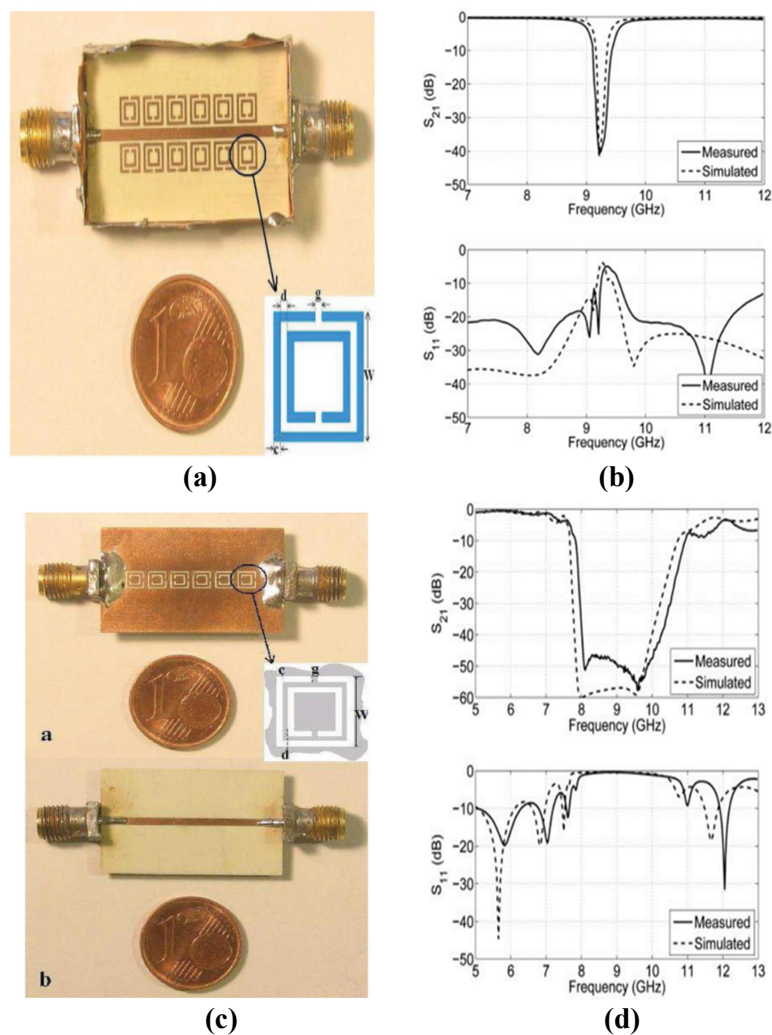 d g
W
c
1 CENT
(a)
0
−10
−20
−30
−40
−50
S21 (dB)
Measured
Simulated
7 8 9 10 11 12
Frequency (GHz)
0
−10
−20
−30
−40
−50
S11 (dB)
Measured
Simulated
7 8 9 10 11 12
Frequency (GHz)
(b)
c g
W
d
a
1
b
1
(c)
0
−10
−20
−30
−40
−50
−60
S21 (dB)
Measured
Simulated
5 6 7 8 9 10 11 12 13
Frequency (GHz)
0
−10
−20
−30
−40
−50
S11 (dB)
Measured
Simulated
5 6 7 8 9 10 11 12 13
Frequency (GHz)
(d)